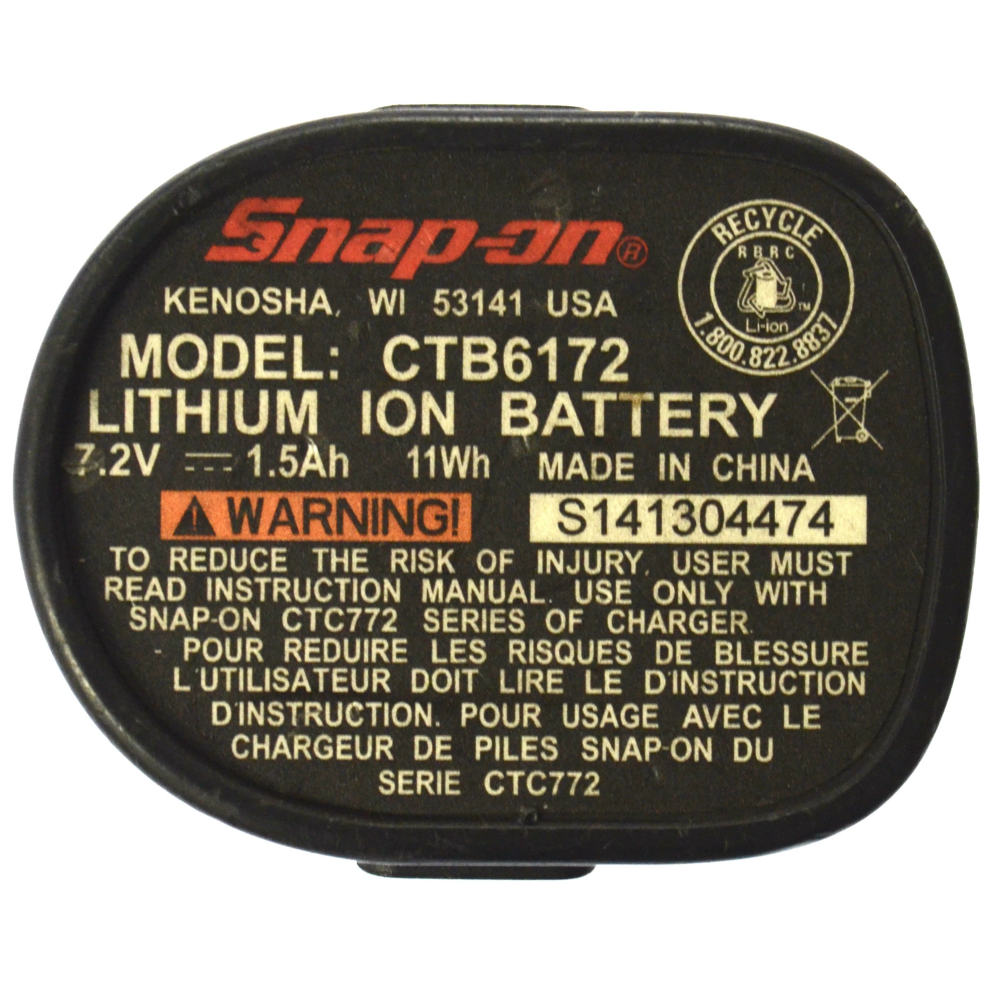 Snap-on®
RECYCLE
RBRC
Li-ion
™
1.800.822.8837
KENOSHA, WI 53141 USA
MODEL: CTB6172
LITHIUM ION BATTERY
7.2V ⎓ 1.5Ah 11Wh MADE IN CHINA
WARNING! S141304474
TO REDUCE THE RISK OF INJURY, USER MUST
READ INSTRUCTION MANUAL. USE ONLY WITH
SNAP-ON CTC772 SERIES OF CHARGER.
POUR REDUIRE LES RISQUES DE BLESSURE
L'UTILISATEUR DOIT LIRE LE D'INSTRUCTION
D'INSTRUCTION. POUR USAGE AVEC LE
CHARGEUR DE PILES SNAP-ON DU
SERIE CTC772